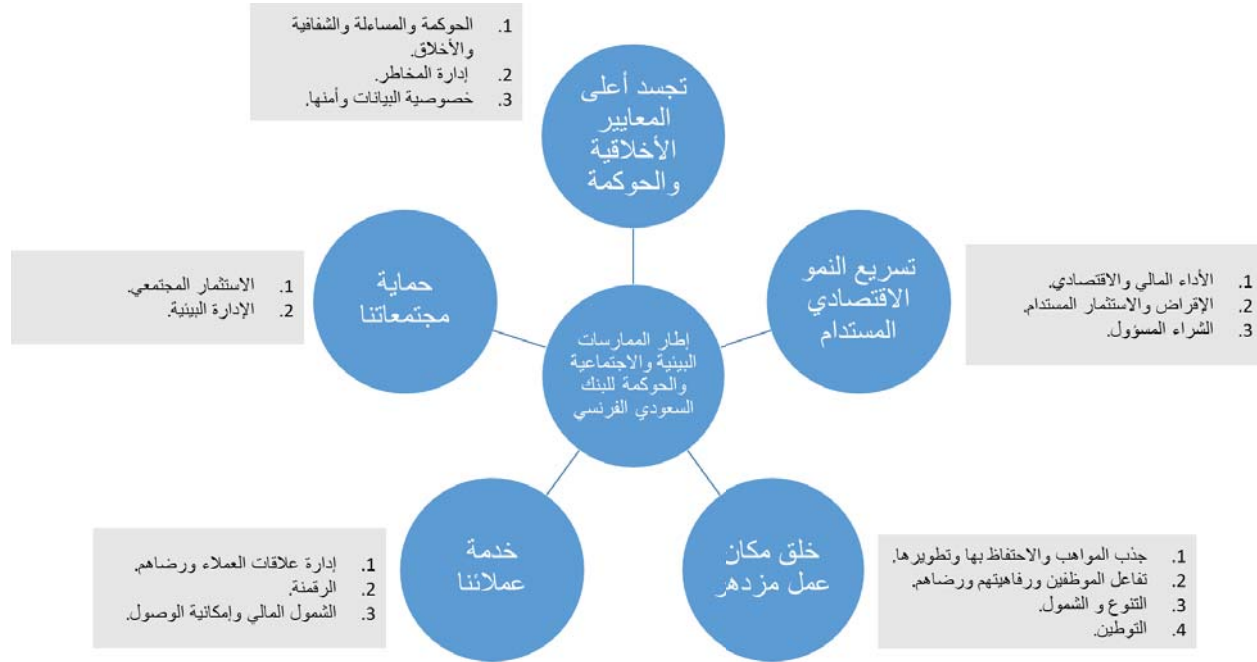 1. الحوكمة والمساءلة والشفافية
والأخلاق.
2. إدارة المخاطر.
3. خصوصية البيانات وأمنها.
تجسد أعلى
المعايير
الأخلاقية
والحوكمة
تسريع النمو
الاقتصادي
المستدام
1. الأداء المالي والاقتصادي.
2. الإقراض والاستثمار المستدام.
3. الشراء المسؤول.
حماية
مجتمعاتنا
1. الاستثمار المجتمعي.
2. الإدارة البيئية.
إطار الممارسات
البيئية والاجتماعية
والحوكمة للبنك
السعودي الفرنسي
خلق مكان
عمل مزدهر
1. جذب المواهب والاحتفاظ بها وتطويرها.
2. تفاعل الموظفين ورفاهيتهم ورضاهم.
3. التنوع و الشمول.
4. التوطين.
خدمة
عملائنا
1. إدارة علاقات العملاء ورضاهم.
2. الرقمنة.
3. الشمول المالي وإمكانية الوصول.